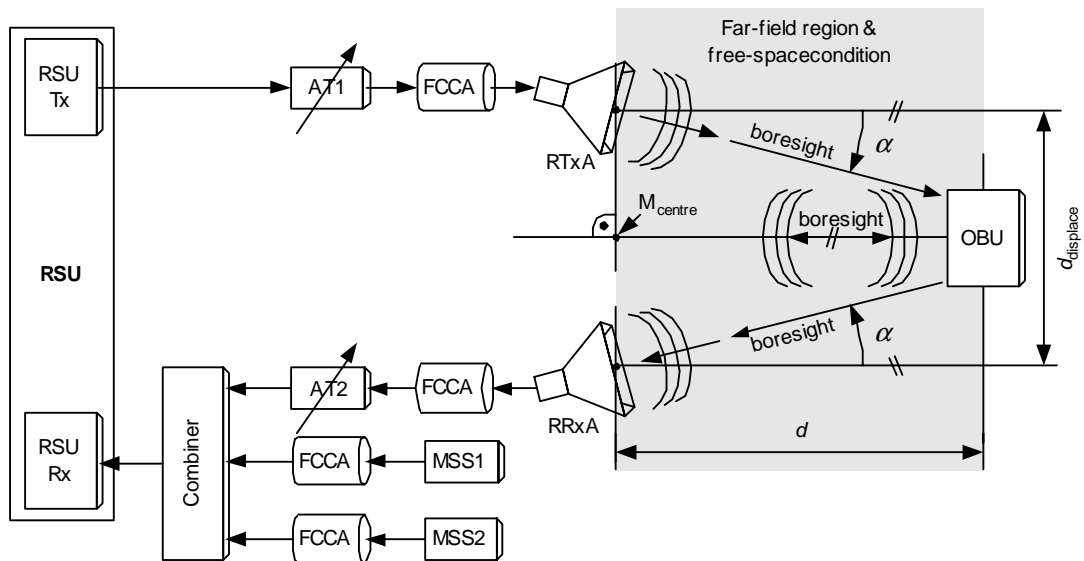 Far-field region &
free-spacecondition
RSU
Tx
AT1
FCCA
RTxA
boresight
α
M centre
boresight
OBU
d displace
RSU
boresight
α
AT2
FCCA
RRxA
d
Combiner
RSU
Rx
FCCA
MSS1
FCCA
MSS2